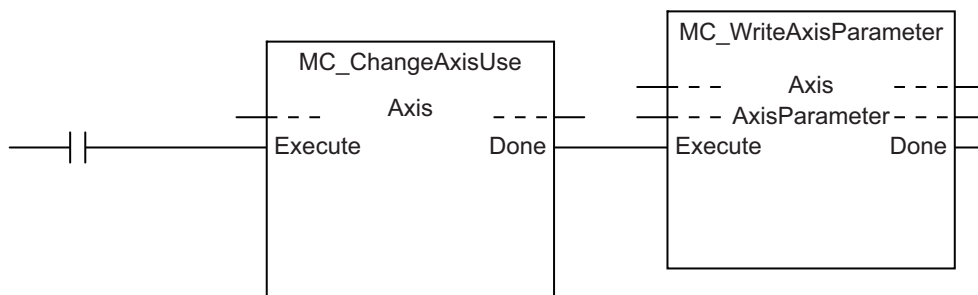 MC_ChangeAxisUse
Axis
Execute Done
MC_WriteAxisParameter
Axis
AxisParameter
Execute Done